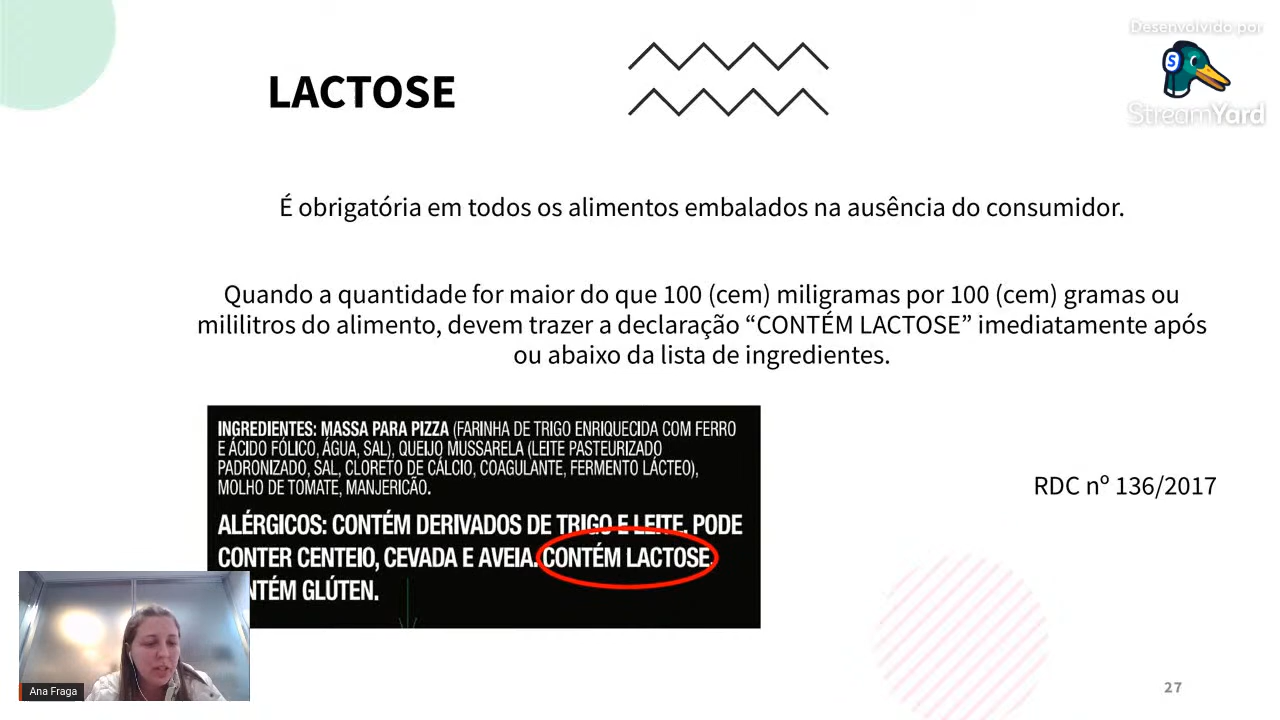 Desenvolvido por
StreamYard
LACTOSE
É obrigatória em todos os alimentos embalados na ausência do consumidor.
Quando a quantidade for maior do que 100 (cem) miligramas por 100 (cem) gramas ou
mililitros do alimento, devem trazer a declaração “CONTÉM LACTOSE” imediatamente após
ou abaixo da lista de ingredientes.
INGREDIENTES: MASSA PARA PIZZA (FARINHA DE TRIGO ENRIQUECIDA COM FERRO
E ÁCIDO FÓLICO, ÁGUA, SAL), QUEIJO MUSSARELA (LEITE PASTEURIZADO
PADRONIZADO, SAL, CLORETO DE CÁLCIO, COAGULANTE, FERMENTO LÁCTEO),
MOLHO DE TOMATE, MANJERICÃO.
ALÉRGICOS: CONTÉM DERIVADOS DE TRIGO E LEITE. PODE
CONTER CENTEIO, CEVADA E AVEIA. CONTÉM LACTOSE.
NTÉM GLÚTEN.
RDC nº 136/2017
Ana Fraga
27